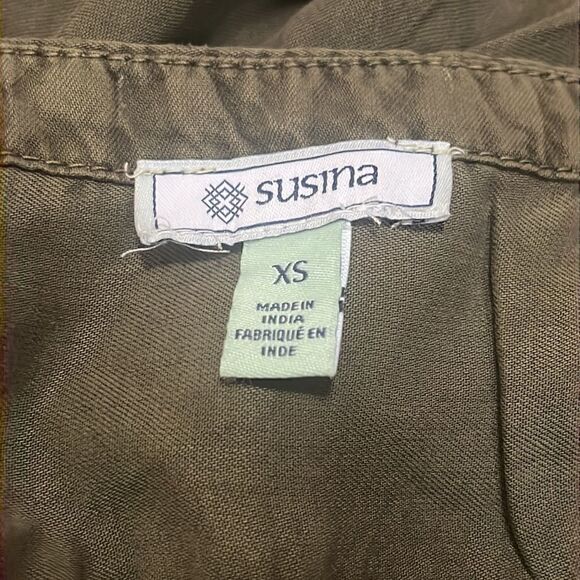 susina
XS
MADE IN
INDIA
FABRIQUÉ EN
INDE